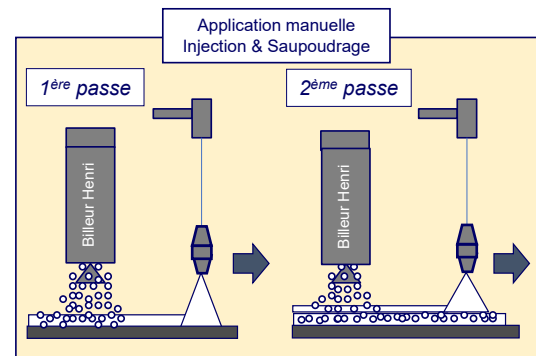 Application manuelle
Injection & Saupoudrage
1ère passe
2ème passe
Billeur Henri
Billeur Henri